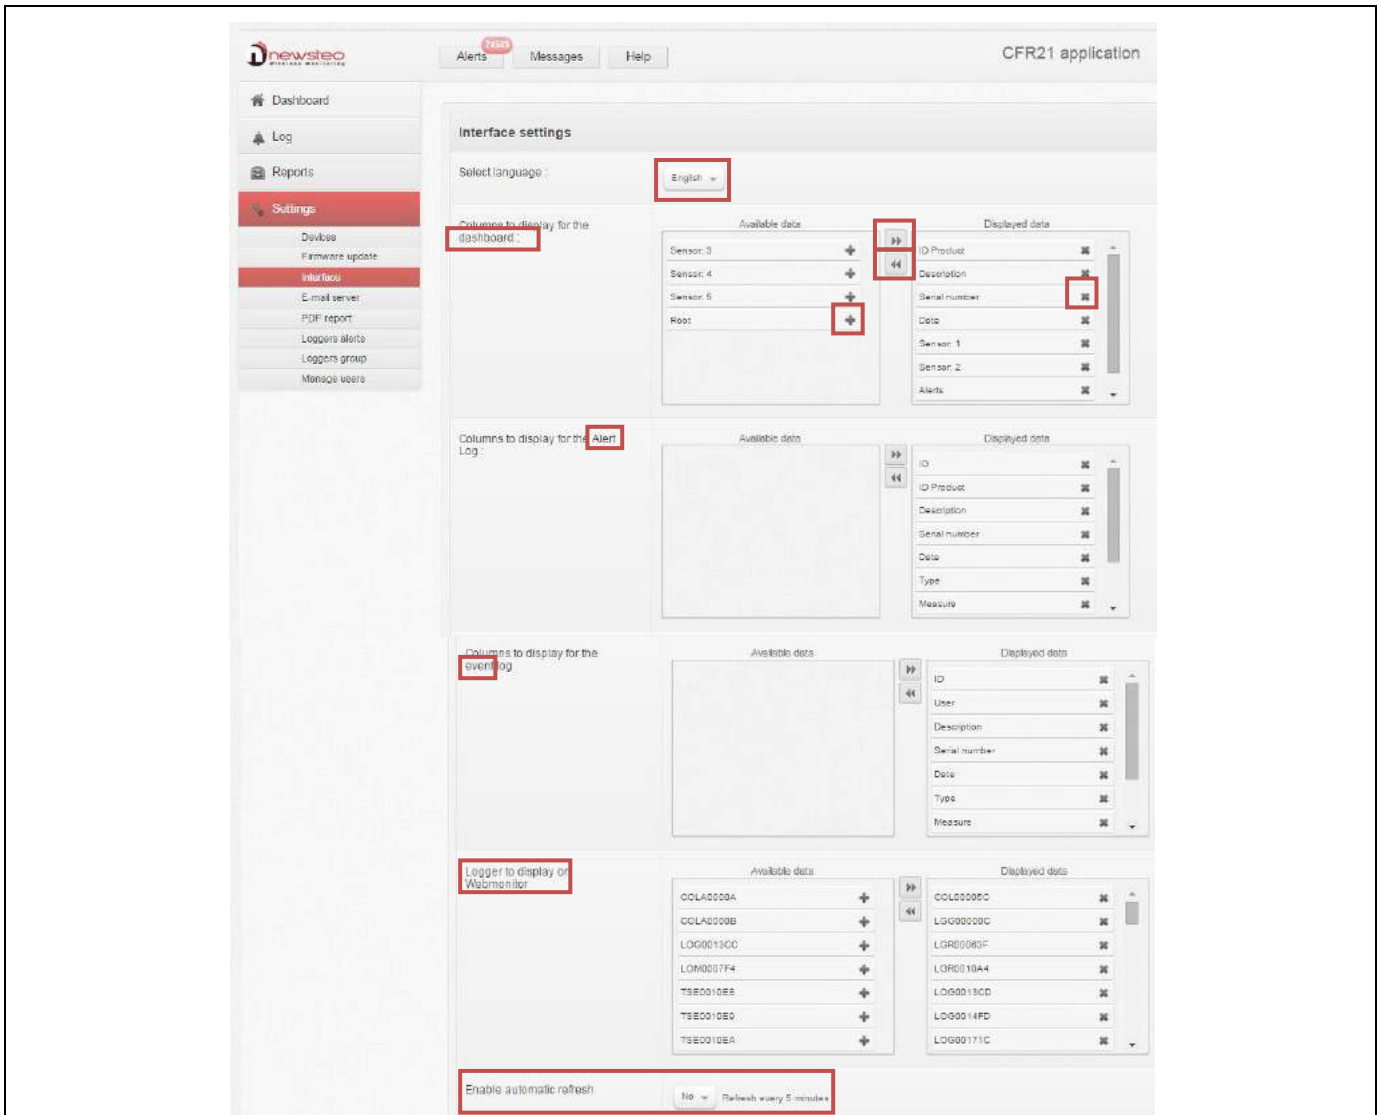 newsteo
Alerts
Messages
Help
CFR21 application
Dashboard
Log
Reports
Settings
Devices
Firmware update
Interface
E-mail server
PDF report
Loggers alerts
Loggers group
Manage users
Interface settings
Select language :
English
Columns to display for the
dashboard :
Available data
Sensor: 3
Sensor: 4
Sensor: 5
Root
Displayed data
ID Product
Description
Serial number
Date
Sensor: 1
Sensor: 2
Alerts
Columns to display for the Alert
Log :
Available data
Displayed data
ID
ID Product
Description
Serial number
Date
Type
Measure
Columns to display for the
event log
Available data
Displayed data
ID
User
Description
Serial number
Date
Type
Measure
Logger to display on
Webmonitor
Available data
COLA0000A
COLA0000B
LOG0013CC
LOM0007F4
TSE0010E8
TSE0010E9
TSE0010EA
Displayed data
LGR0010A4
LOG0013CD
LOG0014FD
LOG00171C
Enable automatic refresh
No
Refresh every 5 minutes